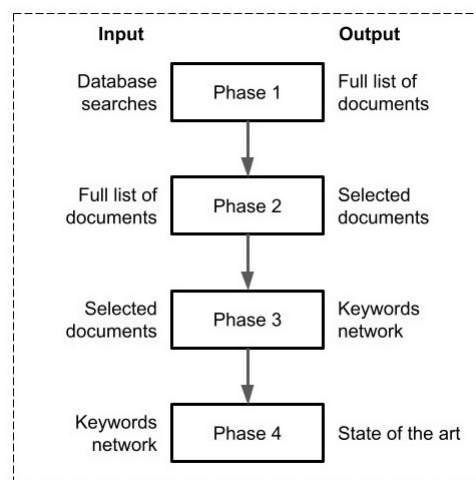 Input Output
Database
searches
Phase 1
Full list of
documents
Full list of
documents
Phase 2
Selected
documents
Selected
documents
Phase 3
Keywords
network
Keywords
network
Phase 4
State of the art